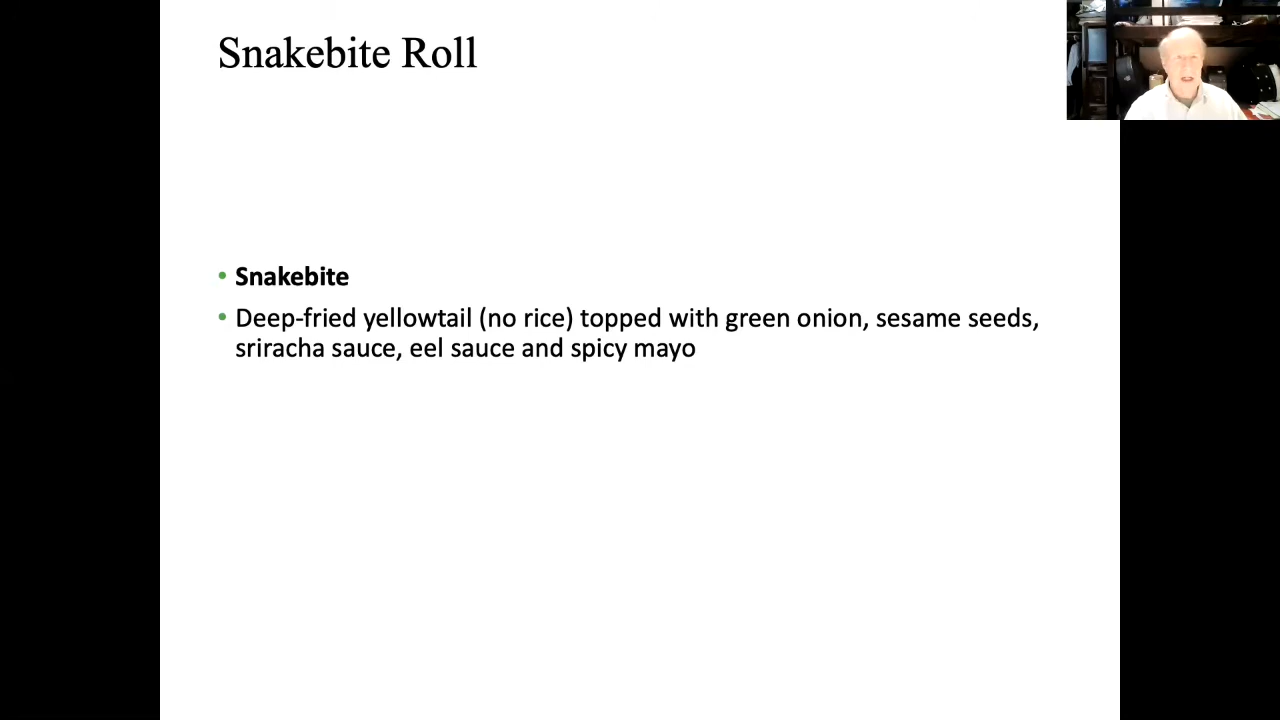 Snakebite Roll
• Snakebite
• Deep-fried yellowtail (no rice) topped with green onion, sesame seeds,
sriracha sauce, eel sauce and spicy mayo